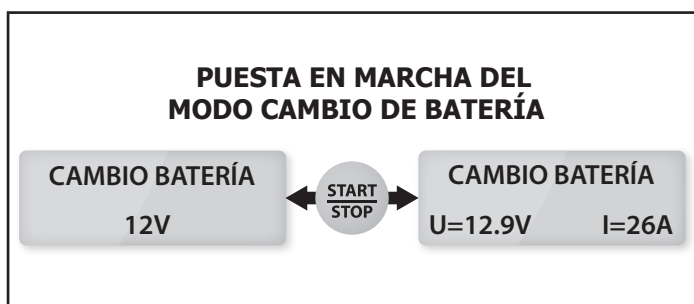 PUESTA EN MARCHA DEL
MODO CAMBIO DE BATERÍA
CAMBIO BATERÍA
12V
START
STOP
CAMBIO BATERÍA
U=12.9V I=26A